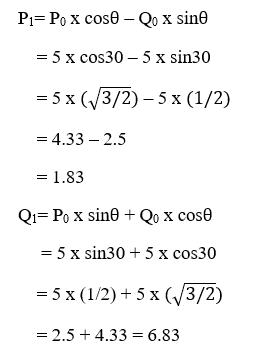 P₁= P₀ x cosθ – Q₀ x sinθ
= 5 x cos30 – 5 x sin30
= 5 x (√3/2) – 5 x (1/2)
= 4.33 – 2.5
= 1.83
Q₁= P₀ x sinθ + Q₀ x cosθ
= 5 x sin30 + 5 x cos30
= 5 x (1/2) + 5 x (√3/2)
= 2.5 + 4.33 = 6.83